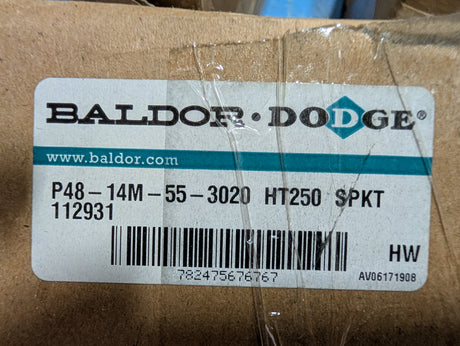 BALDOR · DODGE®
www.baldor.com
P48-14M-55-3020 HT250 SPKT
112931
HW
782475676767
AV06171908